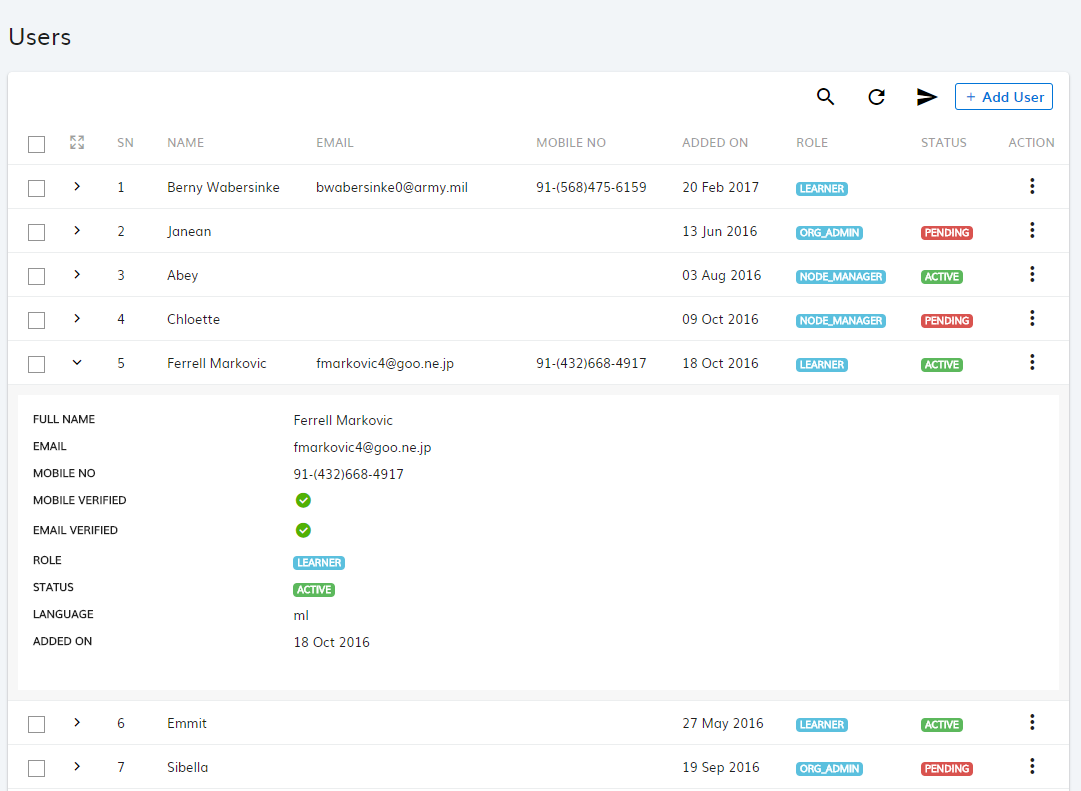 Users
+ Add User
SN NAME EMAIL MOBILE NO ADDED ON ROLE STATUS ACTION
1 Berny Wabersinke bwabersinke0@army.mil 91-(568)475-6159 20 Feb 2017 LEARNER
2 Janean 13 Jun 2016 ORG_ADMIN PENDING
3 Abey 03 Aug 2016 NODE_MANAGER ACTIVE
4 Chloette 09 Oct 2016 NODE_MANAGER PENDING
5 Ferrell Markovic fmarkovic4@goo.ne.jp 91-(432)668-4917 18 Oct 2016 LEARNER ACTIVE
FULL NAME Ferrell Markovic
EMAIL fmarkovic4@goo.ne.jp
MOBILE NO 91-(432)668-4917
MOBILE VERIFIED
EMAIL VERIFIED
ROLE LEARNER
STATUS ACTIVE
LANGUAGE ml
ADDED ON 18 Oct 2016
6 Emmit 27 May 2016 LEARNER ACTIVE
7 Sibella 19 Sep 2016 ORG_ADMIN PENDING